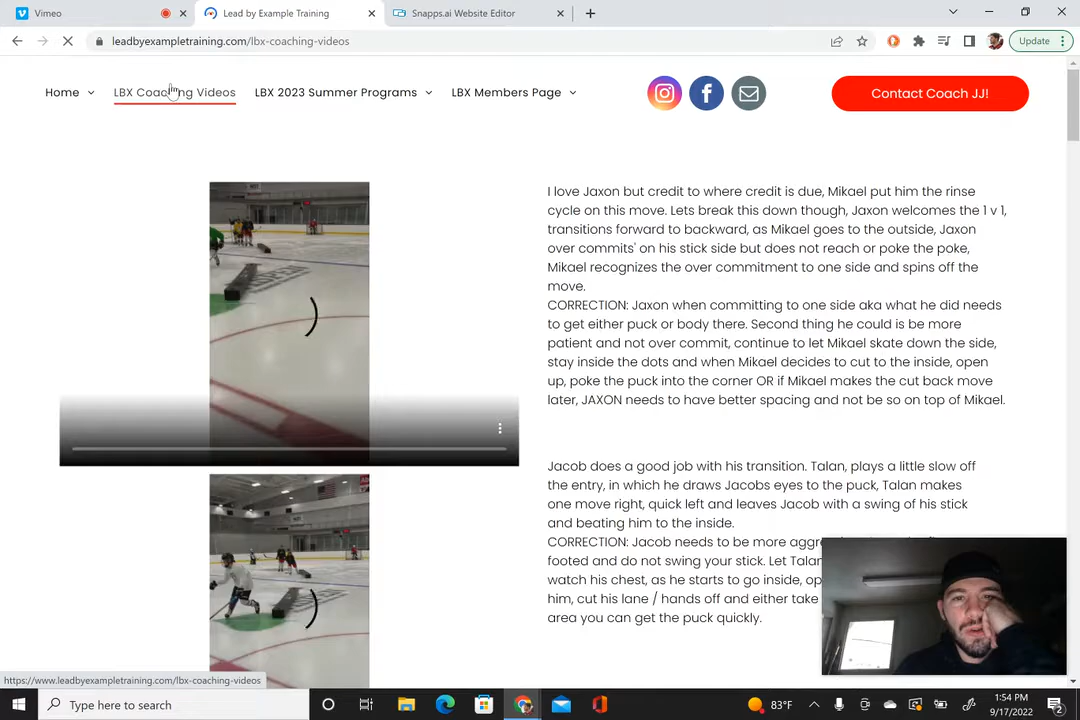 Vimeo
Lead by Example Training
Snapps.ai Website Editor
leadbyexampletraining.com/lbx-coaching-videos
Update
Home
LBX Coaching Videos
LBX 2023 Summer Programs
LBX Members Page
Contact Coach JJ!
I love Jaxon but credit to where credit is due, Mikael put him the rinse
cycle on this move. Lets break this down though, Jaxon welcomes the 1 v 1,
transitions forward to backward, as Mikael goes to the outside, Jaxon
over commits' on his stick side but does not reach or poke the poke,
Mikael recognizes the over commitment to one side and spins off the
move.
CORRECTION: Jaxon when committing to one side aka what he did needs
to get either puck or body there. Second thing he could is be more
patient and not over commit, continue to let Mikael skate down the side,
stay inside the dots and when Mikael decides to cut to the inside, open
up, poke the puck into the corner OR if Mikael makes the cut back move
later, JAXON needs to have better spacing and not be so on top of Mikael.
Jacob does a good job with his transition. Talan, plays a little slow off
the entry, in which he draws Jacobs eyes to the puck, Talan makes
one move right, quick left and leaves Jacob with a swing of his stick
and beating him to the inside.
CORRECTION: Jacob needs to be more
footed and do not swing your stick. Let Talan
watch his chest, as he starts to go inside,
him, cut his lane / hands off and either take
area you can get the puck quickly.
https://www.leadbyexampletraining.com/lbx-coaching-videos
Type here to search
83°F
1:54 PM
9/17/2022
2